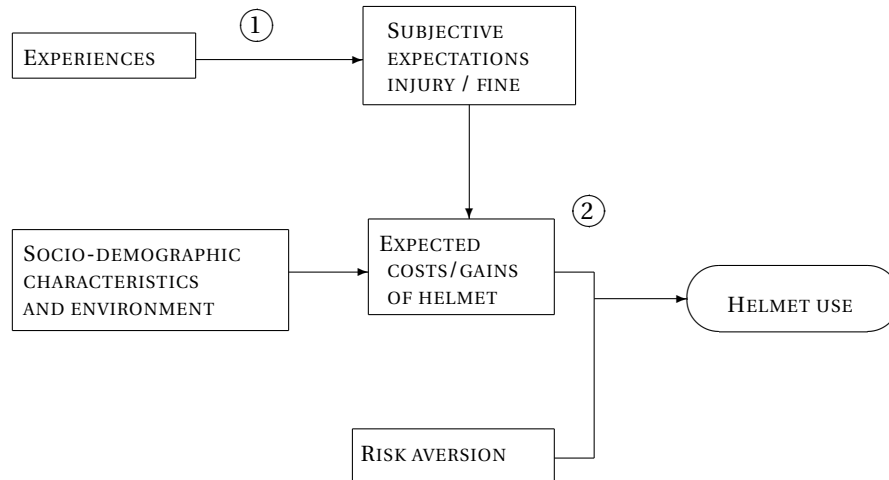 ①
EXPERIENCES
SUBJECTIVE
EXPECTATIONS
INJURY / FINE
②
SOCIO-DEMOGRAPHIC
CHARACTERISTICS
AND ENVIRONMENT
EXPECTED
COSTS/GAINS
OF HELMET
HELMET USE
RISK AVERSION